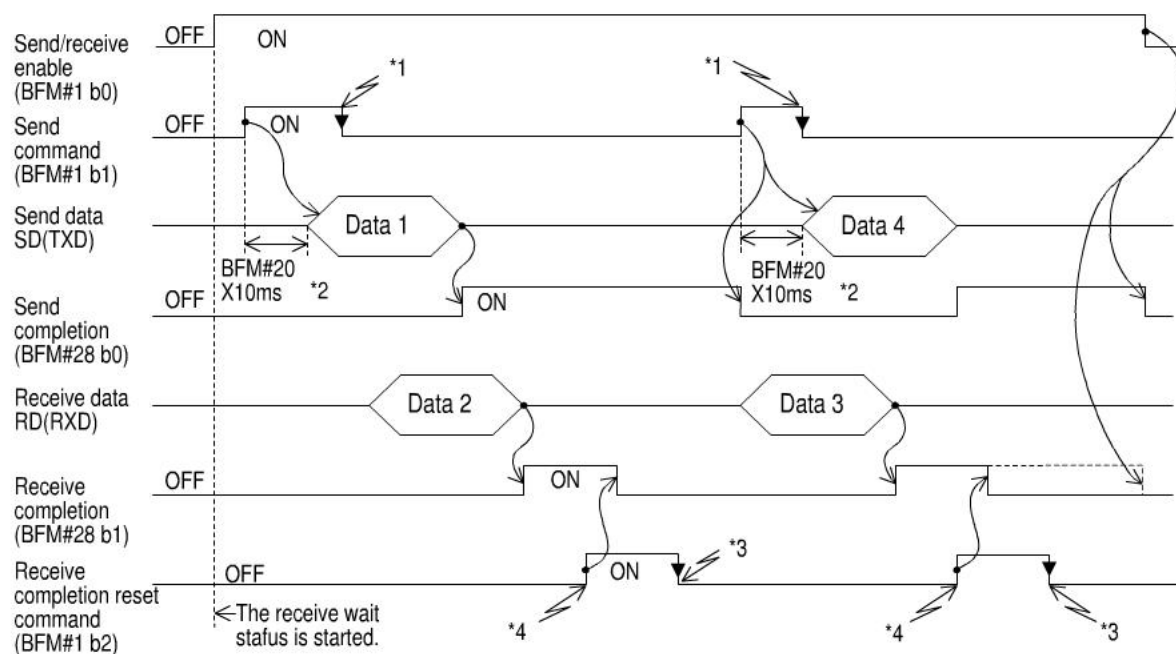 Send/receive
enable
(BFM#1 b0)
OFF
ON
*1
*1
Send
command
(BFM#1 b1)
OFF
ON
Send data
SD(TXD)
Data 1
Data 4
BFM#20
X10ms *2
BFM#20
X10ms *2
Send
completion
(BFM#28 b0)
OFF
ON
Receive data
RD(RXD)
Data 2
Data 3
Receive
completion
(BFM#28 b1)
OFF
ON
Receive
completion reset
command
(BFM#1 b2)
OFF
ON
*3
*4
*4
*3
The receive wait
stafus is started.